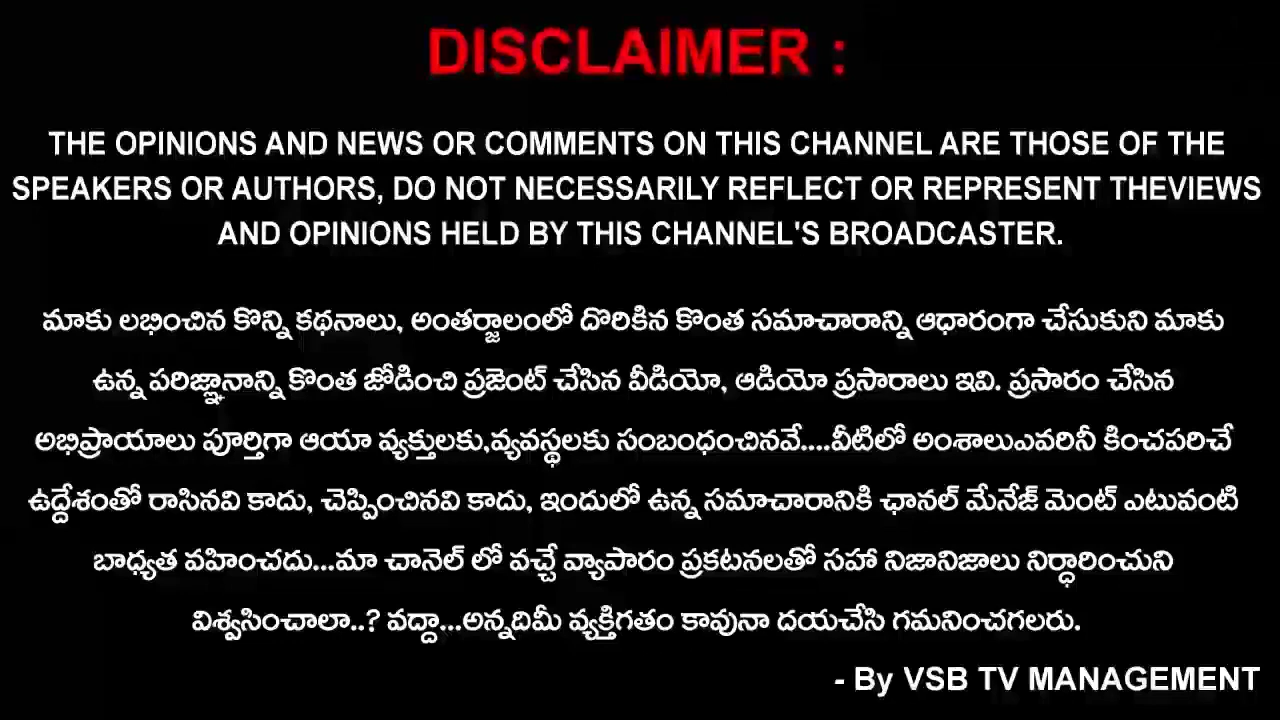 DISCLAIMER :
THE OPINIONS AND NEWS OR COMMENTS ON THIS CHANNEL ARE THOSE OF THE
SPEAKERS OR AUTHORS, DO NOT NECESSARILY REFLECT OR REPRESENT THEVIEWS
AND OPINIONS HELD BY THIS CHANNEL'S BROADCASTER.
మాకు లభించిన కొన్ని కథనాలు, అంతర్జాలంలో దొరికిన కొంత సమాచారాన్ని ఆధారంగా చేసుకుని మాకు
ఉన్న పరిజ్ఞానాన్ని కొంత జోడించి ప్రజెంట్ చేసిన వీడియో, ఆడియో ప్రసారాలు ఇవి. ప్రసారం చేసిన
అభిప్రాయాలు పూర్తిగా ఆయా వ్యక్తులకు,వ్యవస్థలకు సంబంధంచినవే....వీటిలో అంశాలుఎవరినీ కించపరిచే
ఉద్దేశంతో రాసినవి కాదు, చెప్పించినవి కాదు, ఇందులో ఉన్న సమాచారానికి ఛానల్ మేనేజ్ మెంట్ ఎటువంటి
బాధ్యత వహించదు...మా చానెల్ లో వచ్చే వ్యాపారం ప్రకటనలతో సహా నిజానిజాలు నిర్ధారించుని
విశ్వసించాలా..? వద్దా...అన్నదిమీ వ్యక్తిగతం కావునా దయచేసి గమనించగలరు.
- By VSB TV MANAGEMENT